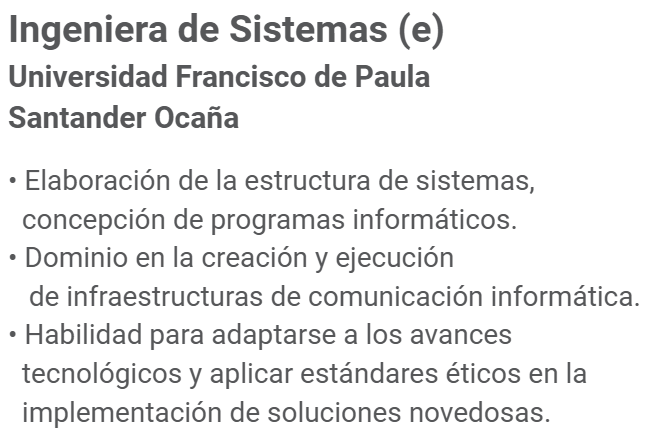 Ingeniera de Sistemas (e)
Universidad Francisco de Paula
Santander Ocaña
• Elaboración de la estructura de sistemas,
concepción de programas informáticos.
• Dominio en la creación y ejecución
de infraestructuras de comunicación informática.
• Habilidad para adaptarse a los avances
tecnológicos y aplicar estándares éticos en la
implementación de soluciones novedosas.